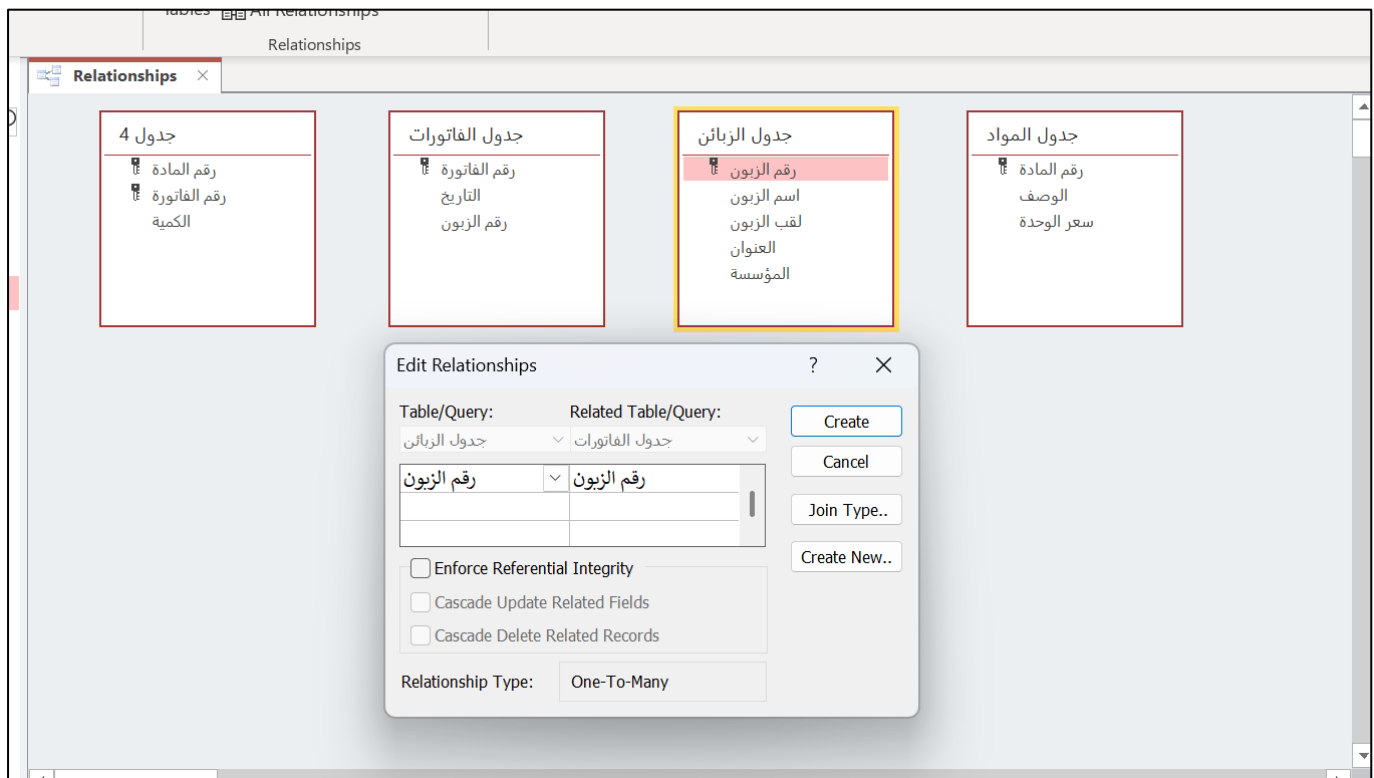 Tables All Relationships
Relationships
Relationships
جدول 4
رقم المادة
رقم الفاتورة
الكمية
جدول الفاتورات
رقم الفاتورة
التاريخ
رقم الزبون
جدول الزبائن
رقم الزبون
اسم الزبون
لقب الزبون
العنوان
المؤسسة
جدول المواد
رقم المادة
الوصف
سعر الوحدة
Edit Relationships ?
Table/Query: Related Table/Query:
جدول الزبائن جدول الفاتورات
رقم الزبون رقم الزبون
Enforce Referential Integrity
Cascade Update Related Fields
Cascade Delete Related Records
Relationship Type: One-To-Many
Create
Cancel
Join Type..
Create New..